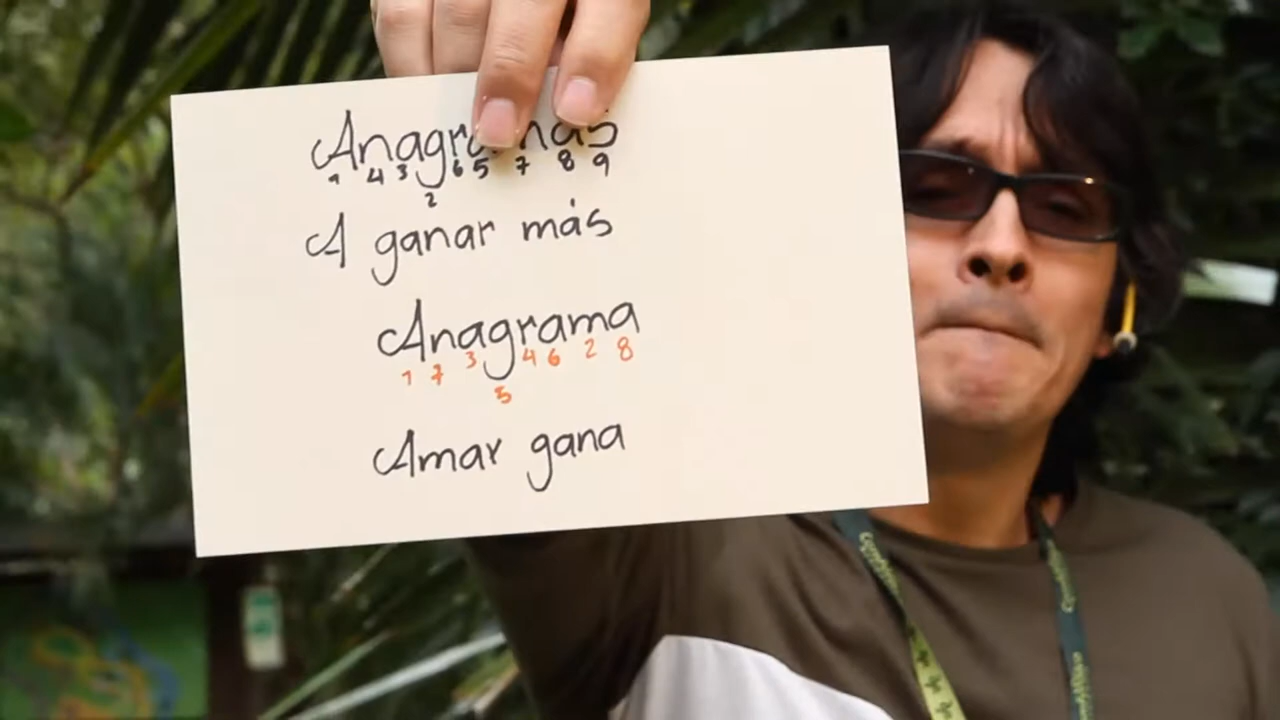 Anagramas
1 4 3 2 6 5 7 8 9
A ganar más
Anagrama
1 7 3 5 4 6 2 8
Amar gana